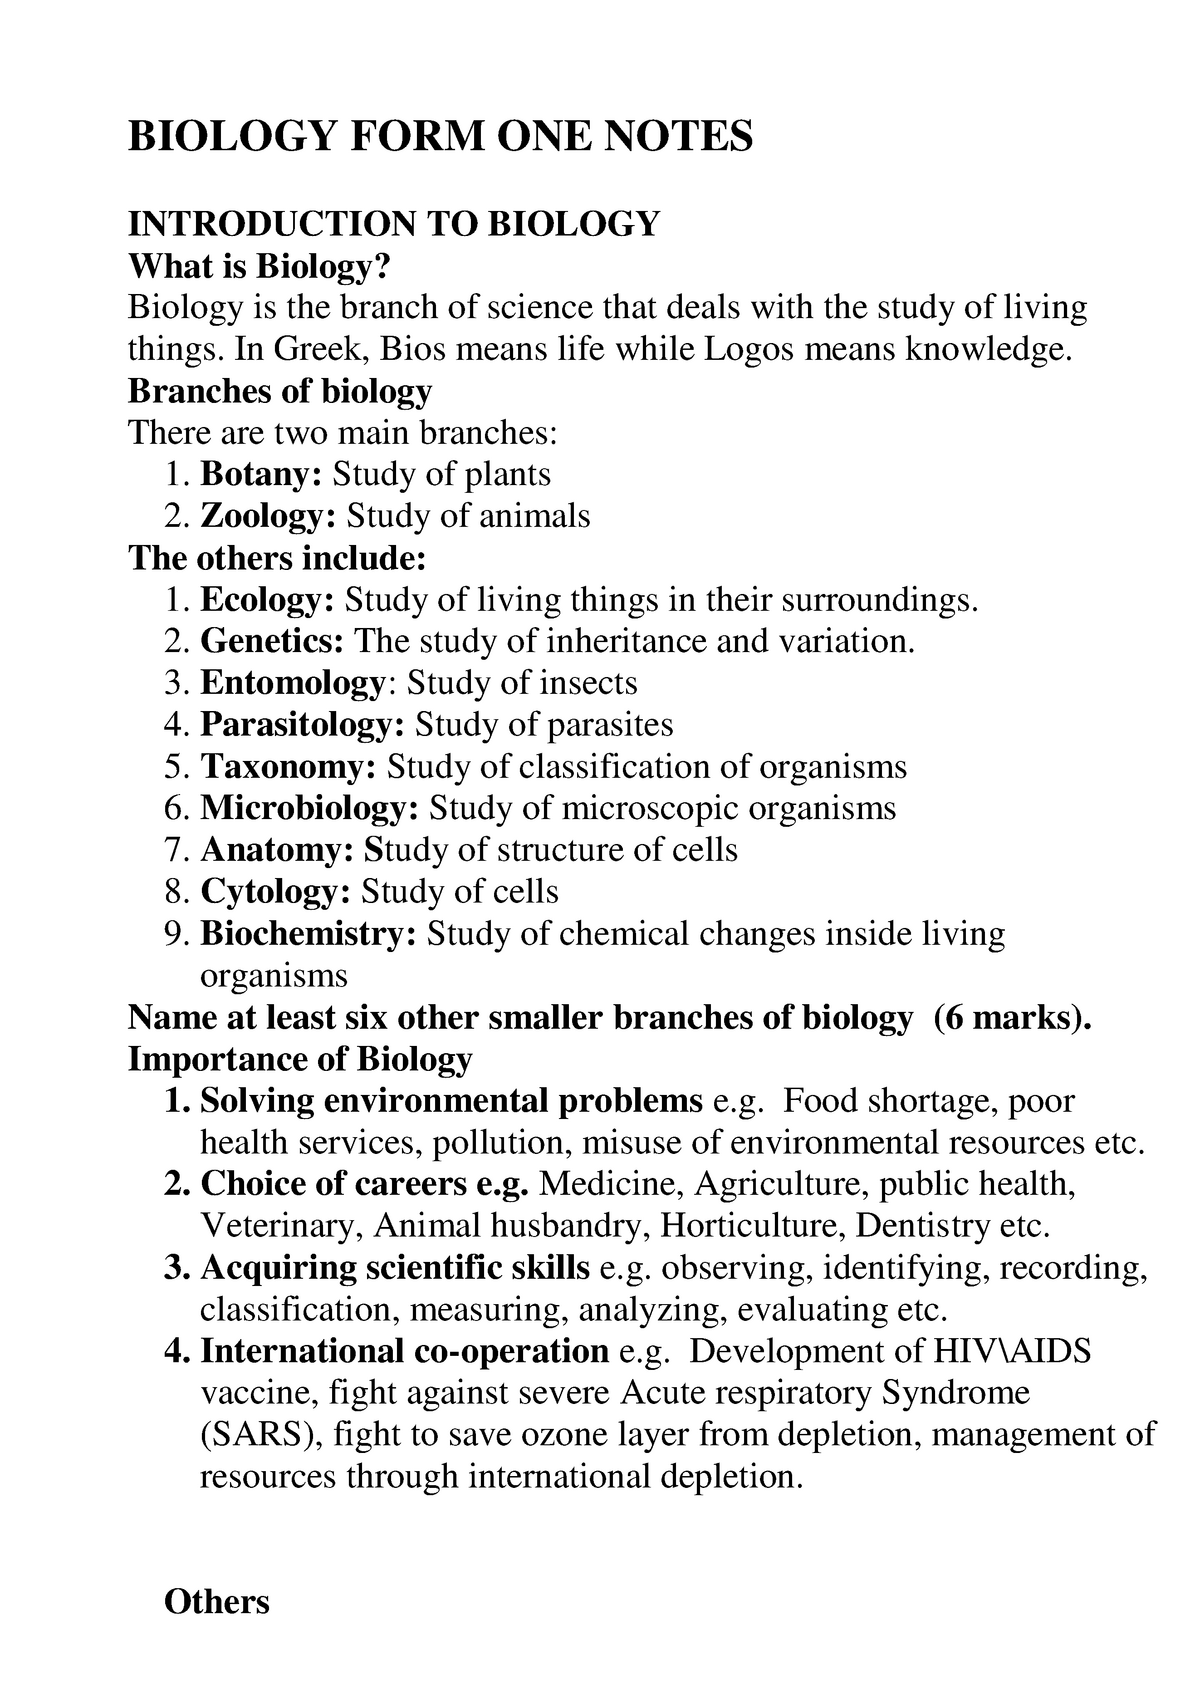 BIOLOGY FORM ONE NOTES
INTRODUCTION TO BIOLOGY
What is Biology?
Biology is the branch of science that deals with the study of living
things. In Greek, Bios means life while Logos means knowledge.
Branches of biology
There are two main branches:
1. Botany: Study of plants
2. Zoology: Study of animals
The others include:
1. Ecology: Study of living things in their surroundings.
2. Genetics: The study of inheritance and variation.
3. Entomology: Study of insects
4. Parasitology: Study of parasites
5. Taxonomy: Study of classification of organisms
6. Microbiology: Study of microscopic organisms
7. Anatomy: Study of structure of cells
8. Cytology: Study of cells
9. Biochemistry: Study of chemical changes inside living
organisms
Name at least six other smaller branches of biology  (6 marks).
Importance of Biology
1. Solving environmental problems e.g.  Food shortage, poor
health services, pollution, misuse of environmental resources etc.
2. Choice of careers e.g. Medicine, Agriculture, public health,
Veterinary, Animal husbandry, Horticulture, Dentistry etc.
3. Acquiring scientific skills e.g. observing, identifying, recording,
classification, measuring, analyzing, evaluating etc.
4. International co-operation e.g.  Development of HIV\AIDS
vaccine, fight against severe Acute respiratory Syndrome
(SARS), fight to save ozone layer from depletion, management of
resources through international depletion.
Others